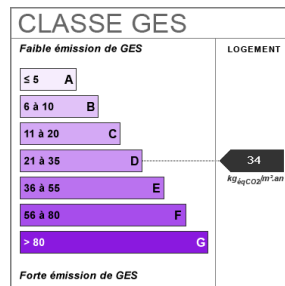 CLASSE GES
Faible émission de GES
LOGEMENT
≤ 5 A
6 à 10 B
11 à 20 C
21 à 35 D
34
kgéqCO2/m².an
36 à 55 E
56 à 80 F
> 80 G
Forte émission de GES